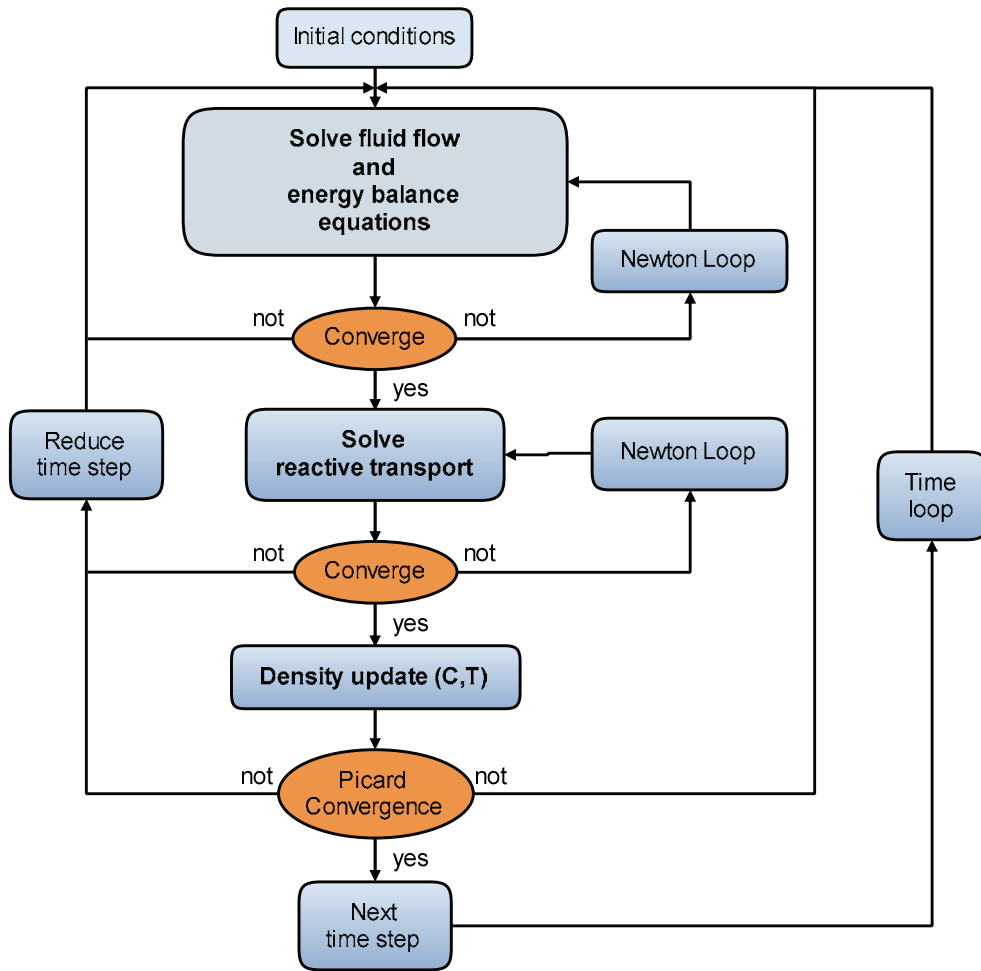 Initial conditions
Solve fluid flow
and
energy balance
equations
Newton Loop
not
Converge
not
yes
Reduce
time step
Solve
reactive transport
Newton Loop
Time
loop
not
Converge
not
yes
Density update (C,T)
not
Picard
Convergence
not
yes
Next
time step